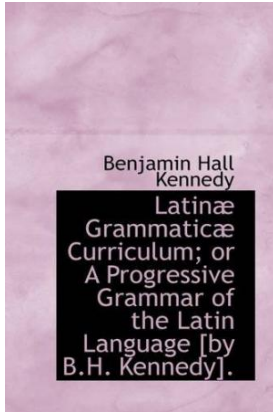 Benjamin Hall
Kennedy
Latinæ
Grammaticæ
Curriculum; or
A Progressive
Grammar of
the Latin
Language [by
B.H. Kennedy].